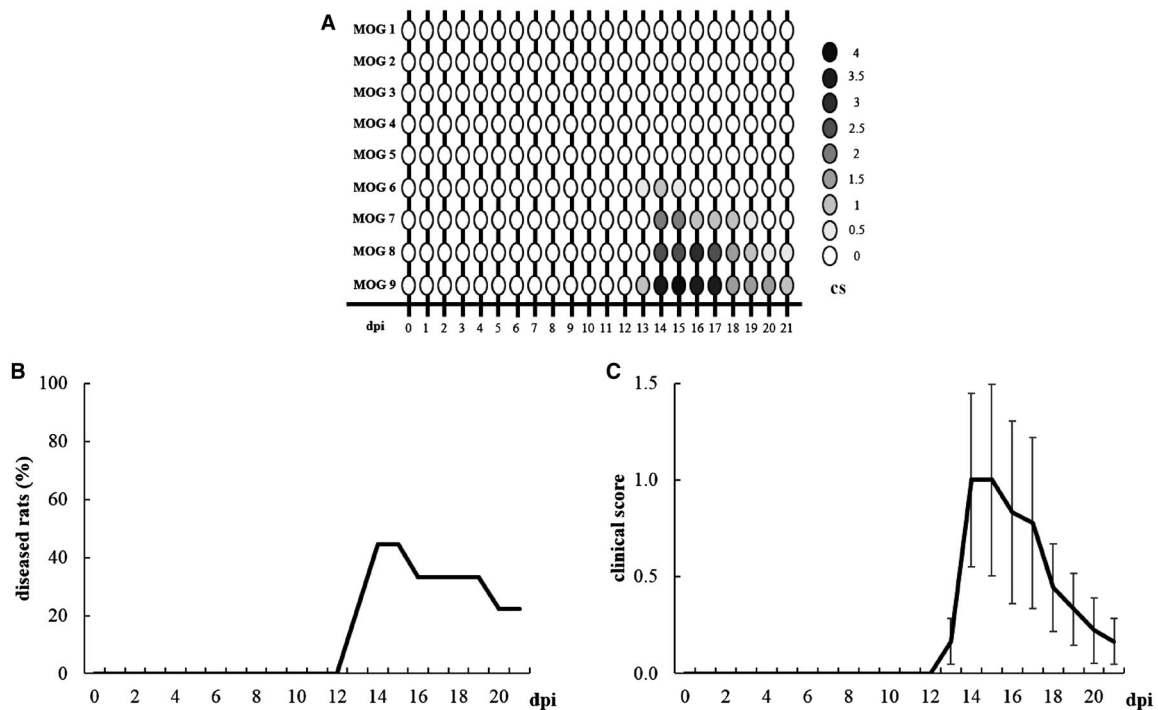 A
MOG 1
MOG 2
MOG 3
MOG 4
MOG 5
MOG 6
MOG 7
MOG 8
MOG 9
dpi 0 1 2 3 4 5 6 7 8 9 10 11 12 13 14 15 16 17 18 19 20 21
4
3.5
3
2.5
2
1.5
1
0.5
0
cs
B
diseased rats (%)
100
80
60
40
20
0
0 2 4 6 8 10 12 14 16 18 20 dpi
C
clinical score
1.5
1.0
0.5
0.0
0 2 4 6 8 10 12 14 16 18 20 dpi